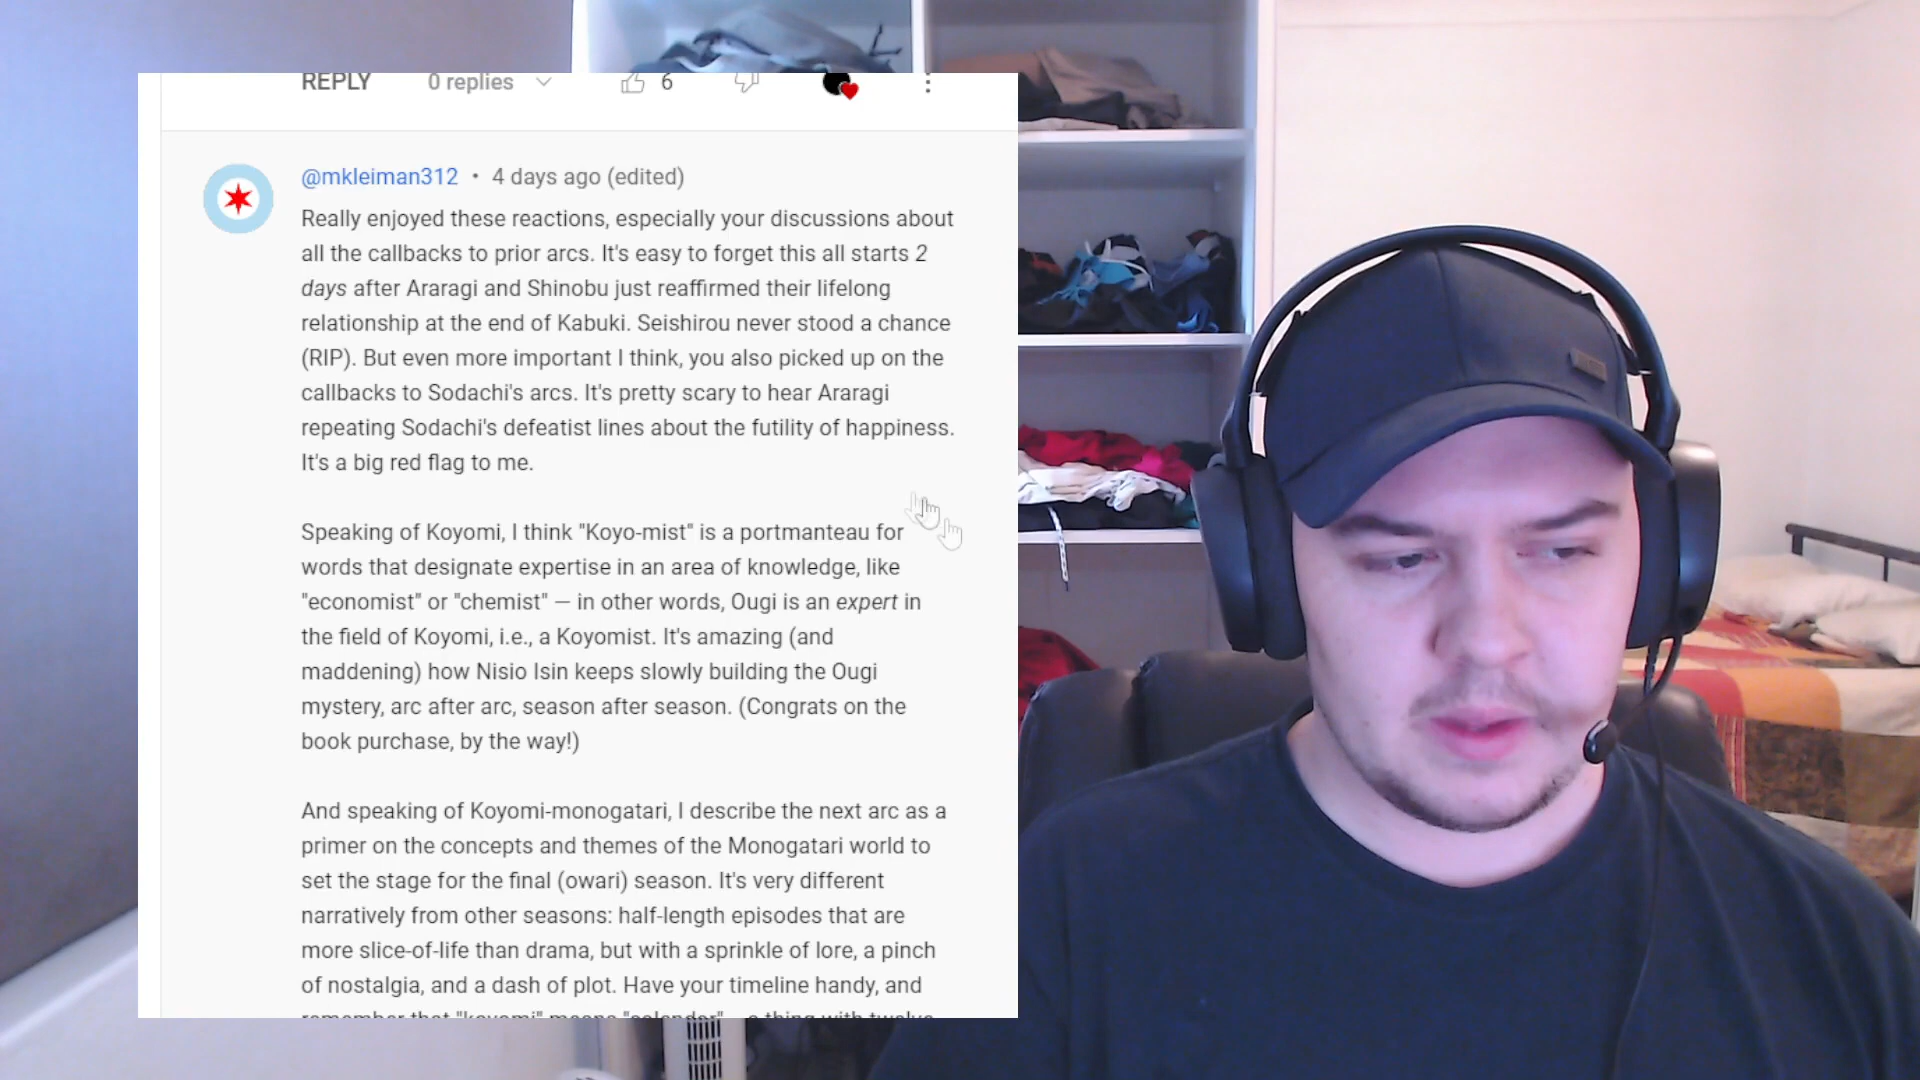 REPLY 0 replies 6
@mkleiman312 • 4 days ago (edited)
Really enjoyed these reactions, especially your discussions about
all the callbacks to prior arcs. It's easy to forget this all starts 2
days after Araragi and Shinobu just reaffirmed their lifelong
relationship at the end of Kabuki. Seishirou never stood a chance
(RIP). But even more important I think, you also picked up on the
callbacks to Sodachi's arcs. It's pretty scary to hear Araragi
repeating Sodachi's defeatist lines about the futility of happiness.
It's a big red flag to me.
Speaking of Koyomi, I think "Koyo-mist" is a portmanteau for
words that designate expertise in an area of knowledge, like
"economist" or "chemist" — in other words, Ougi is an expert in
the field of Koyomi, i.e., a Koyomist. It's amazing (and
maddening) how Nisio Isin keeps slowly building the Ougi
mystery, arc after arc, season after season. (Congrats on the
book purchase, by the way!)
And speaking of Koyomi-monogatari, I describe the next arc as a
primer on the concepts and themes of the Monogatari world to
set the stage for the final (owari) season. It's very different
narratively from other seasons: half-length episodes that are
more slice-of-life than drama, but with a sprinkle of lore, a pinch
of nostalgia, and a dash of plot. Have your timeline handy, and
remember that "koyomi" means "calendar"
a thing with twelve